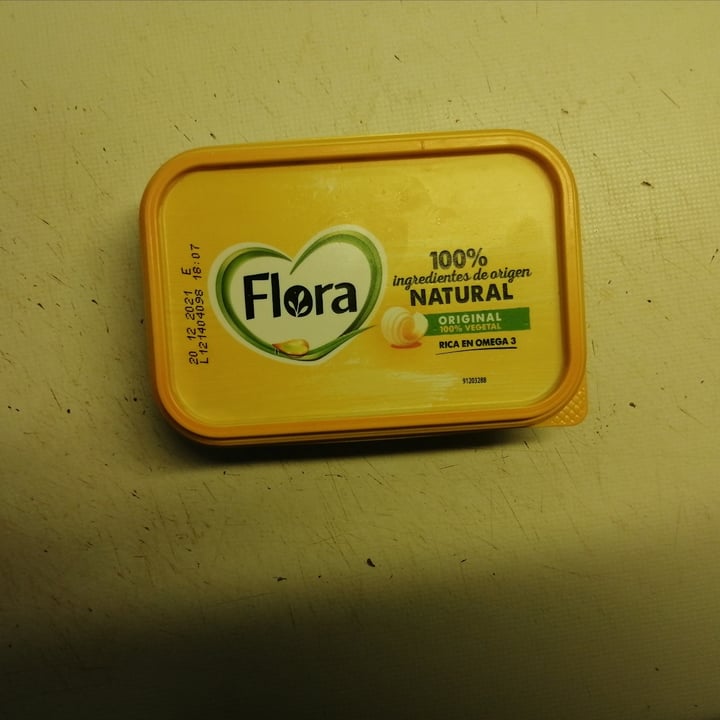 20 12 2021 E
L121404098 18:07
Flora
100%
ingredientes de origen
NATURAL
ORIGINAL
100% VEGETAL
RICA EN OMEGA 3
91203288